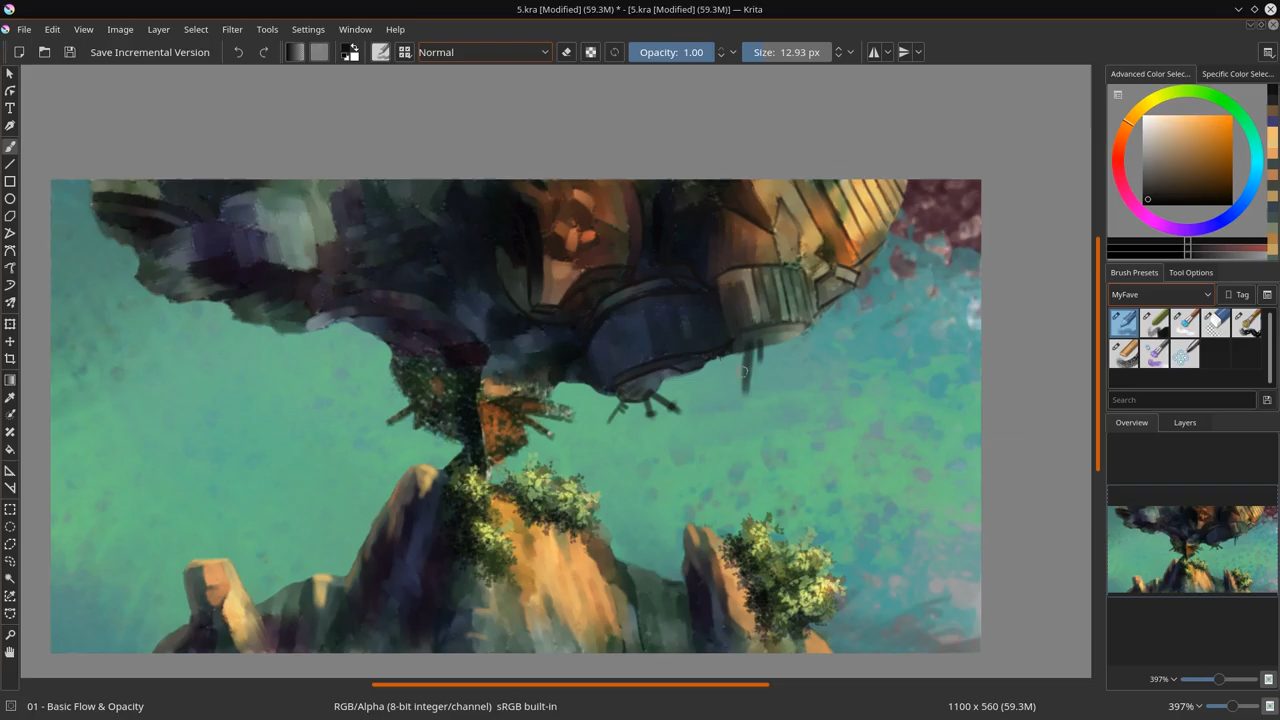 5.kra [Modified] (59.3M) * - [5.kra [Modified] (59.3M)] — Krita
File Edit View Image Layer Select Filter Tools Settings Window Help
Save Incremental Version Normal Opacity: 1.00 Size: 12.93 px
Advanced Color Selec... Specific Color Selec...
Brush Presets Tool Options
MyFave Tag
Search
Overview Layers
397%
01 - Basic Flow & Opacity RGB/Alpha (8-bit integer/channel) sRGB built-in 1100 x 560 (59.3M) 397%